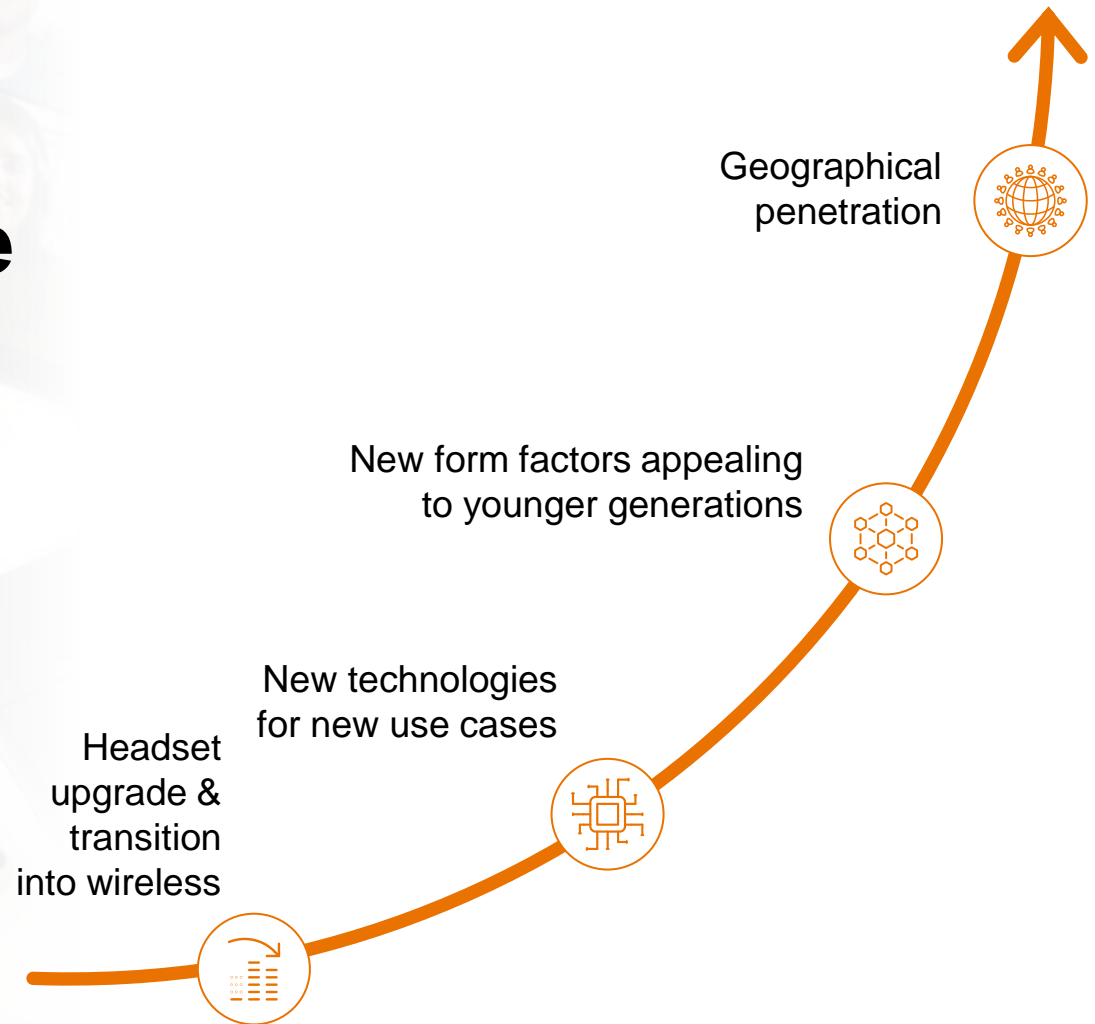 Geographical
penetration
New form factors appealing
to younger generations
New technologies
for new use cases
Headset
upgrade &
transition
into wireless